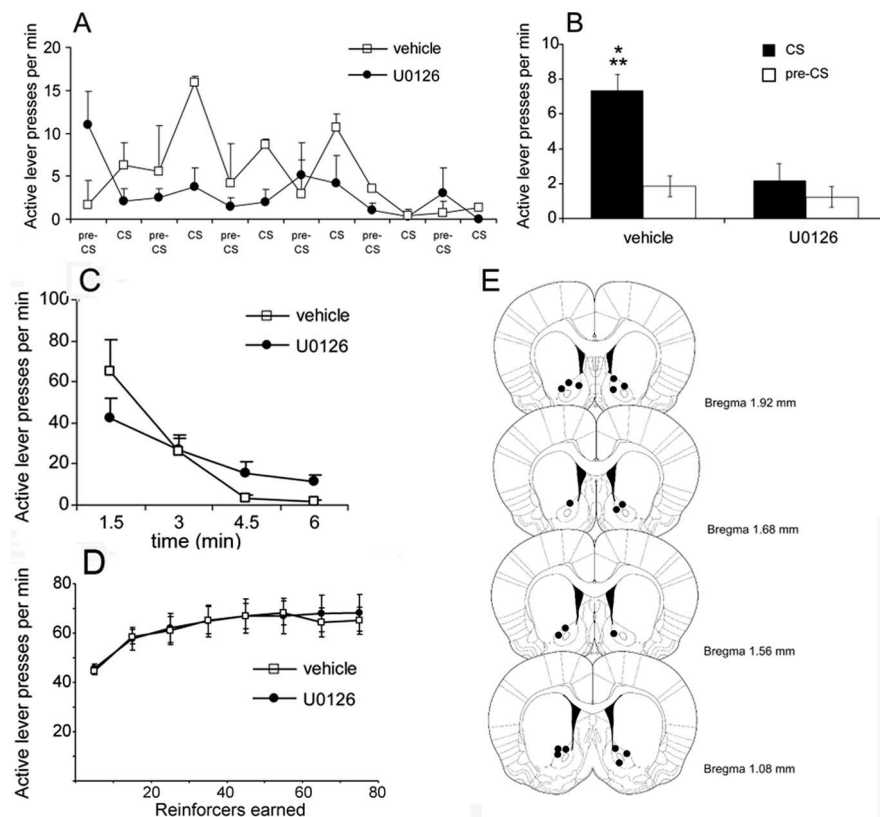 A
Active lever presses per min
20
15
10
5
0
vehicle
U0126
pre-CS
CS
pre-CS
CS
pre-CS
CS
pre-CS
CS
pre-CS
CS
pre-CS
CS
B
Active lever presses per min
10
8
6
4
2
0
*
**
CS
pre-CS
vehicle
U0126
C
Active lever presses per min
100
80
60
40
20
0
vehicle
U0126
1.5
3
4.5
6
time (min)
D
Active lever presses per min
80
60
40
20
vehicle
U0126
20
40
60
80
Reinforcers earned
E
Bregma 1.92 mm
Bregma 1.68 mm
Bregma 1.56 mm
Bregma 1.08 mm